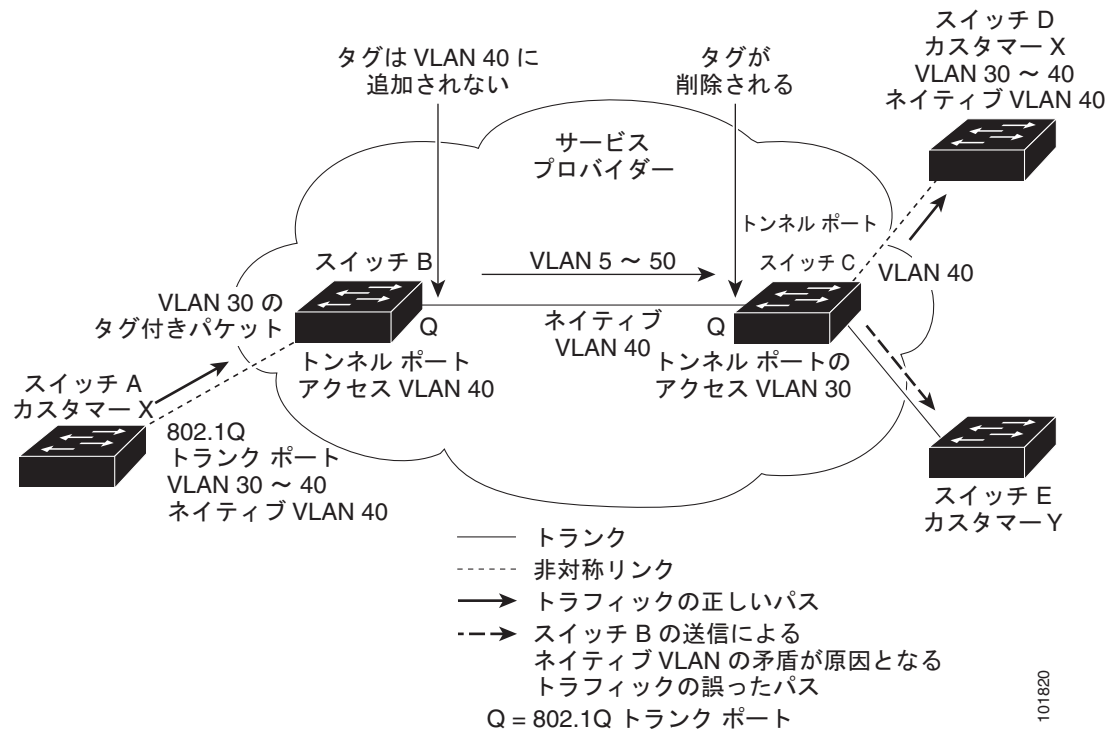 スイッチ D
カスタマー X
VLAN 30 ～ 40
ネイティブ VLAN 40
タグは VLAN 40 に
追加されない
タグが
削除される
サービス
プロバイダー
トンネル ポート
スイッチ B
VLAN 5 ～ 50
スイッチ C
VLAN 40
VLAN 30 の
タグ付きパケット
Q
ネイティブ
VLAN 40
Q
トンネル ポート
アクセス VLAN 40
トンネル ポートの
アクセス VLAN 30
スイッチ A
カスタマー X
802.1Q
トランク ポート
VLAN 30 ～ 40
ネイティブ VLAN 40
スイッチ E
カスタマー Y
トランク
非対称リンク
トラフィックの正しいパス
スイッチ B の送信による
ネイティブ VLAN の矛盾が原因となる
トラフィックの誤ったパス
Q = 802.1Q トランク ポート
101820